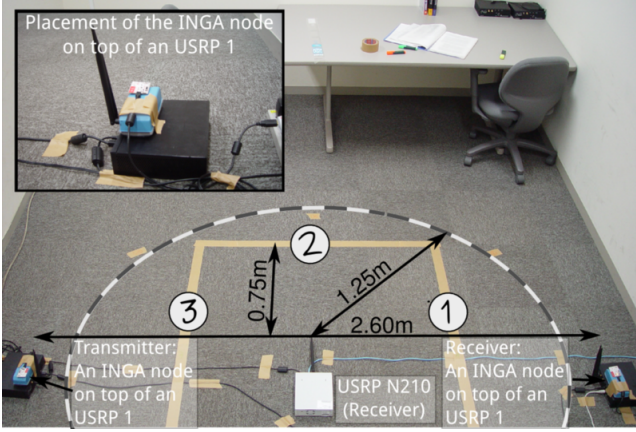 Placement of the INGA node
on top of an USRP 1
2
1.25m
0.75m
3
1
2.60m
Transmitter:
An INGA node
on top of an
USRP 1
USRP N210
(Receiver)
Receiver:
An INGA node
on top of an
USRP 1